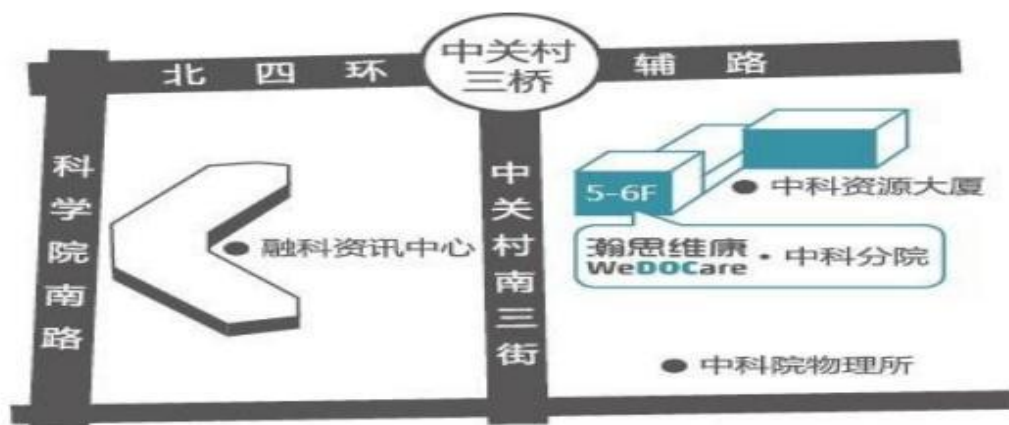 中关村
三桥
北四环
辅路
科学院南路
中关村南三街
5-6F
中科资源大厦
融科资讯中心
瀚思维康
WeDOCare
·中科分院
中科院物理所